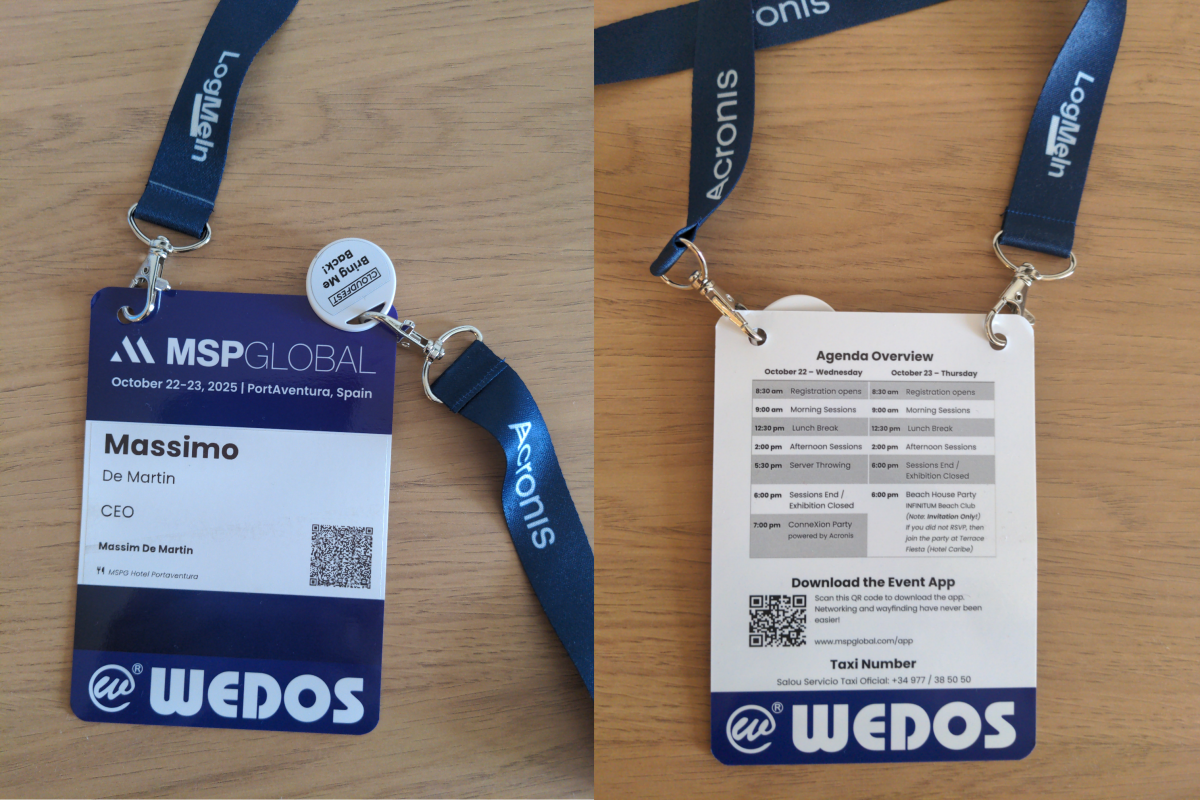 LogMeIn
CLOUDFEST
Bring Me
Back!
MSPGLOBAL
October 22-23, 2025 | PortAventura, Spain
Massimo
De Martin
CEO
Massim De Martin
MSPG Hotel Portaventura
W® WEDOS
Acronis
onis
Acronis
LogMeIn
Agenda Overview
October 22 – Wednesday October 23 – Thursday
8:30 am Registration opens 8:30 am Registration opens
9:00 am Morning Sessions 9:00 am Morning Sessions
12:30 pm Lunch Break 12:30 pm Lunch Break
2:00 pm Afternoon Sessions 2:00 pm Afternoon Sessions
5:30 pm Server Throwing 6:00 pm Sessions End /
Exhibition Closed
6:00 pm Sessions End / 6:00 pm Beach House Party
Exhibition Closed INFINITUM Beach Club
(Note: Invitation Only!)
7:00 pm ConneXion Party If you did not RSVP, then
powered by Acronis join the party at Terrace
Fiesta (Hotel Caribe)
Download the Event App
Scan this QR code to download the app.
Networking and wayfinding have never been
easier!
www.mspglobal.com/app
Taxi Number
Salou Servicio Taxi Oficial: +34 977 / 38 50 50
W® WEDOS